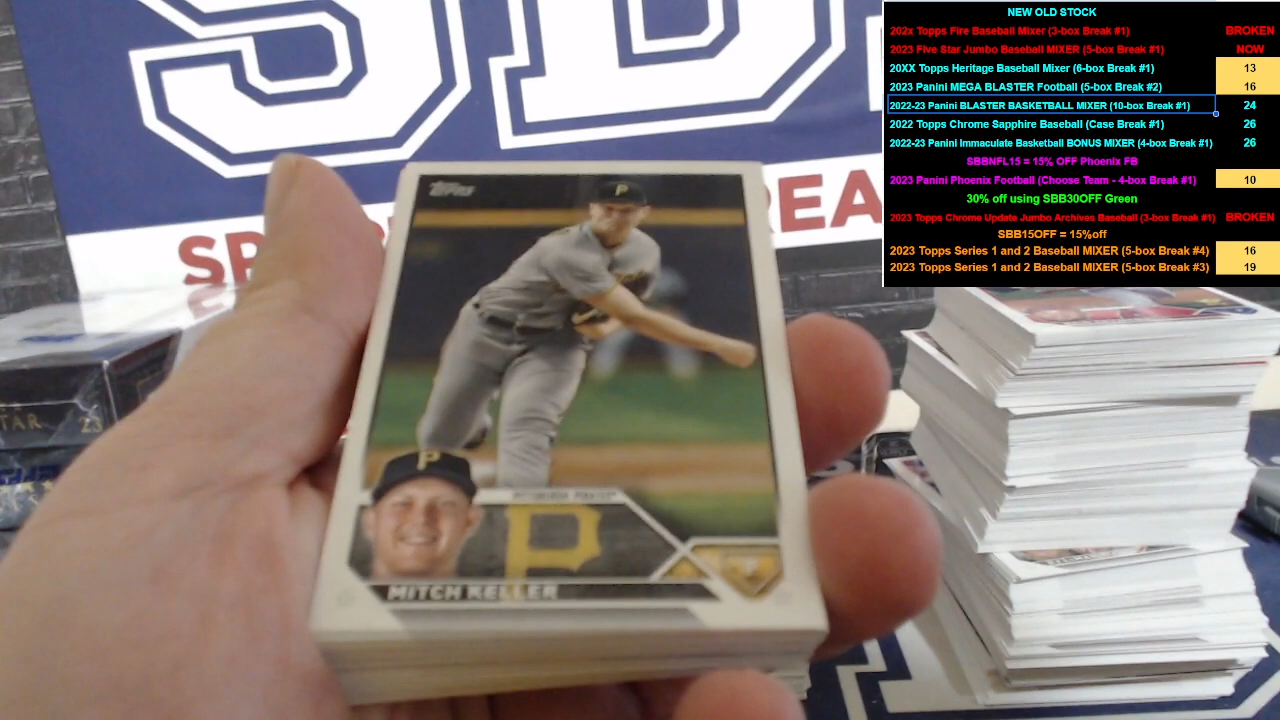 NEW OLD STOCK
202x Topps Fire Baseball Mixer (3-box Break #1) BROKEN
2023 Five Star Jumbo Baseball MIXER (5-box Break #1) NOW
20XX Topps Heritage Baseball Mixer (6-box Break #1) 13
2023 Panini MEGA BLASTER Football (5-box Break #2) 16
2022-23 Panini BLASTER BASKETBALL MIXER (10-box Break #1) 24
2022 Topps Chrome Sapphire Baseball (Case Break #1) 26
2022-23 Panini Immaculate Basketball BONUS MIXER (4-box Break #1) 26
SBBNFL15 = 15% OFF Phoenix FB
2023 Panini Phoenix Football (Choose Team - 4-box Break #1) 10
30% off using SBB30OFF Green
2023 Topps Chrome Update Jumbo Archives Baseball (3-box Break #1) BROKEN
SBB15OFF = 15%off
2023 Topps Series 1 and 2 Baseball MIXER (5-box Break #4) 16
2023 Topps Series 1 and 2 Baseball MIXER (5-box Break #3) 19
SP REA
Topps
P
P
PITTSBURGH PIRATES
P
MITCH KELLER
TAR 23